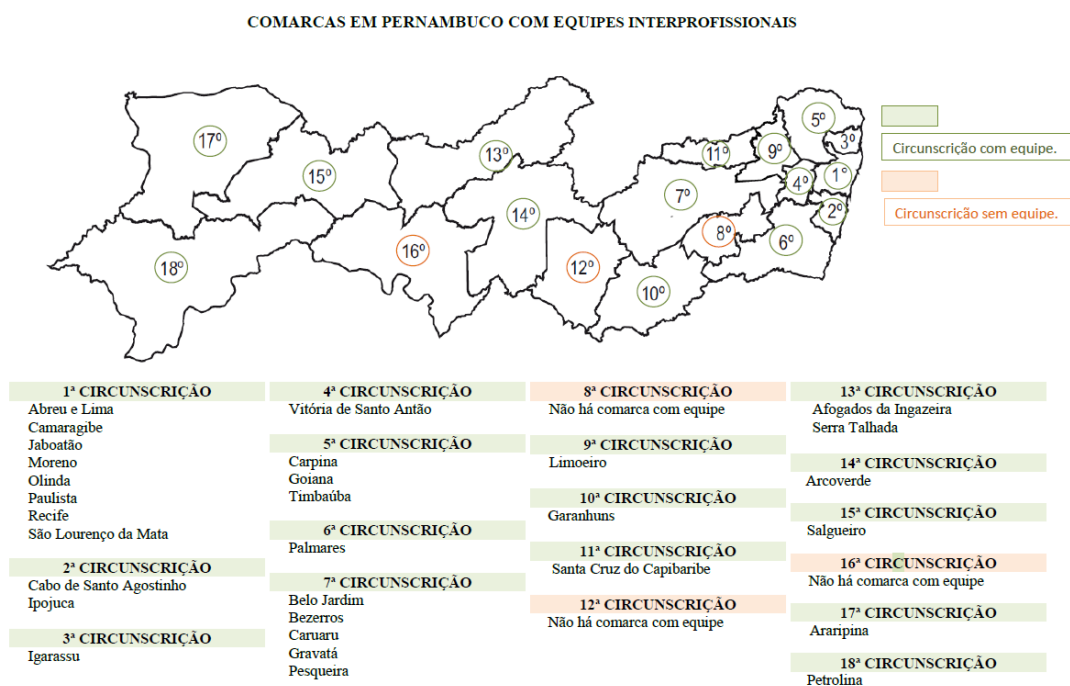 COMARCAS EM PERNAMBUCO COM EQUIPES INTERPROFISSIONAIS
17º
15º
13º
14º
18º
16º
12º
10º
7º
8º
6º
11º
9º
5º
3º
4º
1°
2º
Circunscrição com equipe.
Circunscrição sem equipe.
1ª CIRCUNSCRIÇÃO
Abreu e Lima
Camaragibe
Jaboatão
Moreno
Olinda
Paulista
Recife
São Lourenço da Mata
2ª CIRCUNSCRIÇÃO
Cabo de Santo Agostinho
Ipojuca
3ª CIRCUNSCRIÇÃO
Igarassu
4ª CIRCUNSCRIÇÃO
Vitória de Santo Antão
5ª CIRCUNSCRIÇÃO
Carpina
Goiana
Timbaúba
6ª CIRCUNSCRIÇÃO
Palmares
7ª CIRCUNSCRIÇÃO
Belo Jardim
Bezerros
Caruaru
Gravatá
Pesqueira
8ª CIRCUNSCRIÇÃO
Não há comarca com equipe
9ª CIRCUNSCRIÇÃO
Limoeiro
10ª CIRCUNSCRIÇÃO
Garanhuns
11ª CIRCUNSCRIÇÃO
Santa Cruz do Capibaribe
12ª CIRCUNSCRIÇÃO
Não há comarca com equipe
13ª CIRCUNSCRIÇÃO
Afogados da Ingazeira
Serra Talhada
14ª CIRCUNSCRIÇÃO
Arcoverde
15ª CIRCUNSCRIÇÃO
Salgueiro
16ª CIRCUNSCRIÇÃO
Não há comarca com equipe
17ª CIRCUNSCRIÇÃO
Araripina
18ª CIRCUNSCRIÇÃO
Petrolina